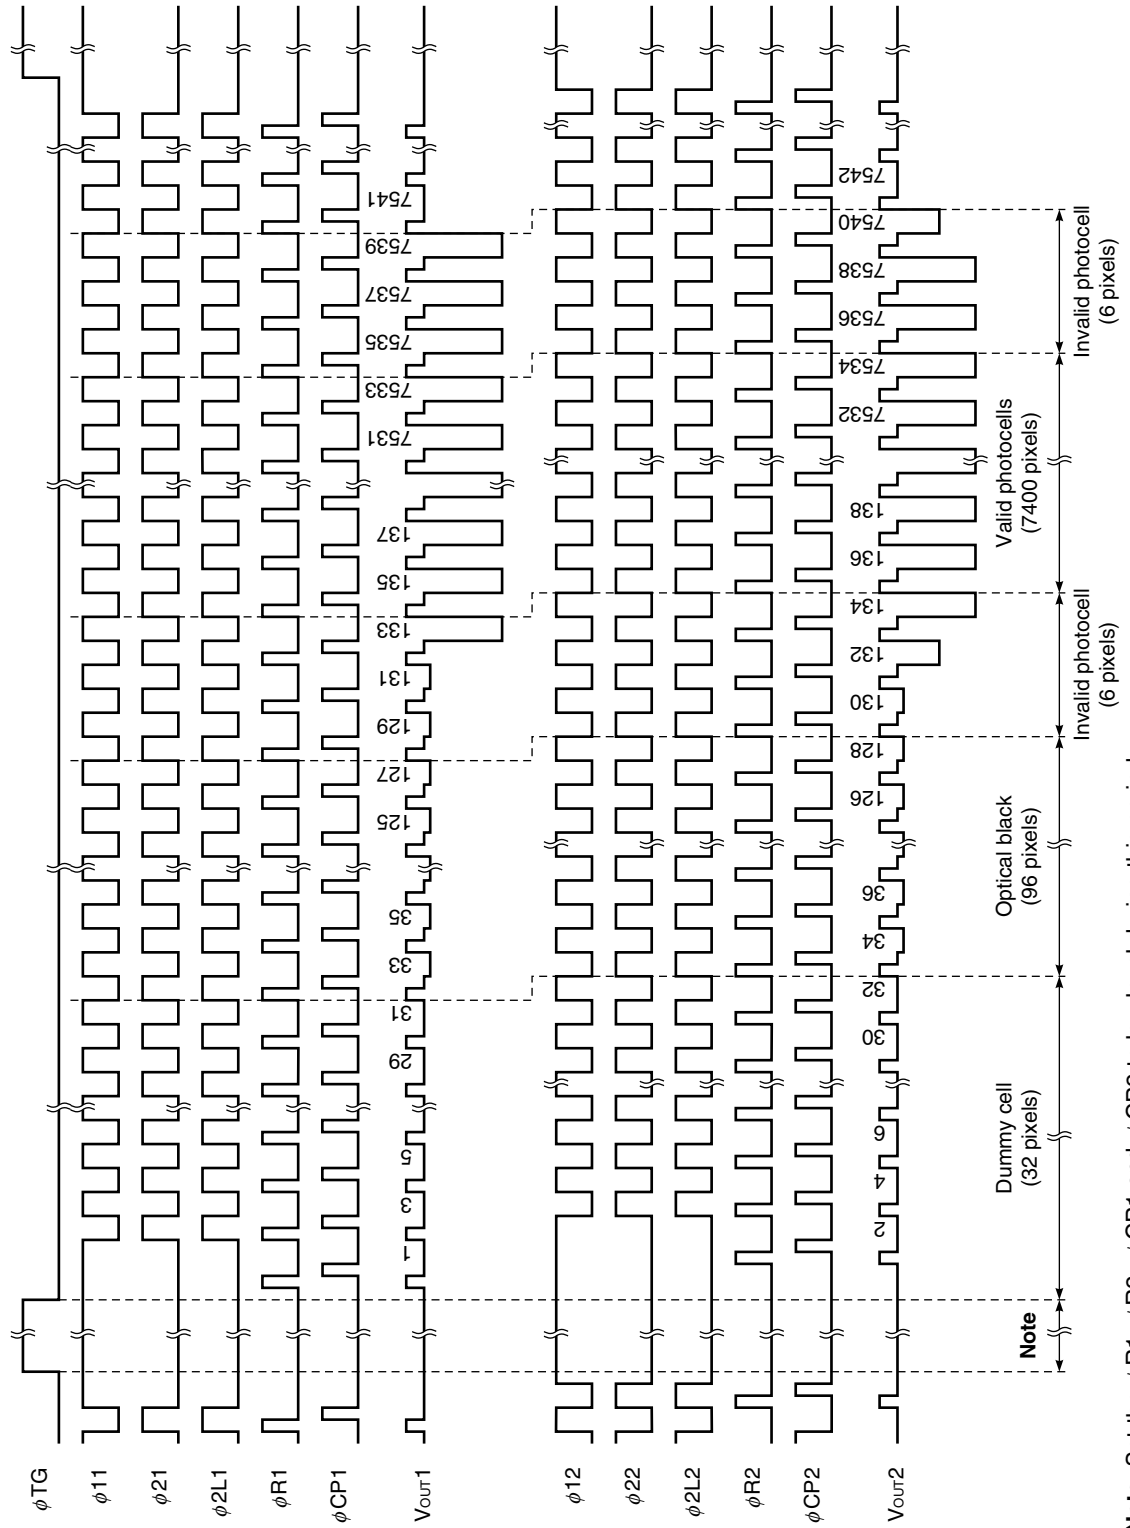 φTG
φ11
φ21
φ2L1
φR1
φCP1
VOUT1
φ12
φ22
φ2L2
φR2
φCP2
VOUT2
1 3 5 29 31 33 35 125 127 129 131 133 135 137 7531 7533 7535 7537 7539 7541
2 4 6 30 32 34 36 126 128 130 132 134 136 138 7532 7534 7536 7538 7540 7542
Note
Dummy cell
(32 pixels)
Optical black
(96 pixels)
Invalid photocell
(6 pixels)
Valid photocells
(7400 pixels)
Invalid photocell
(6 pixels)